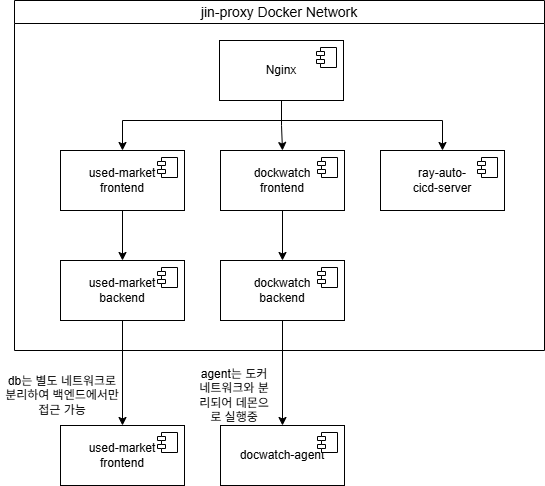 jin-proxy Docker Network
Nginx
used-market
frontend
dockwatch
frontend
ray-auto-
cicd-server
used-market
backend
dockwatch
backend
db는 별도 네트워크로
분리하여 백엔드에서만
접근 가능
agent는 도커
네트워크와 분
리되어 데몬으
로 실행중
used-market
frontend
docwatch-agent